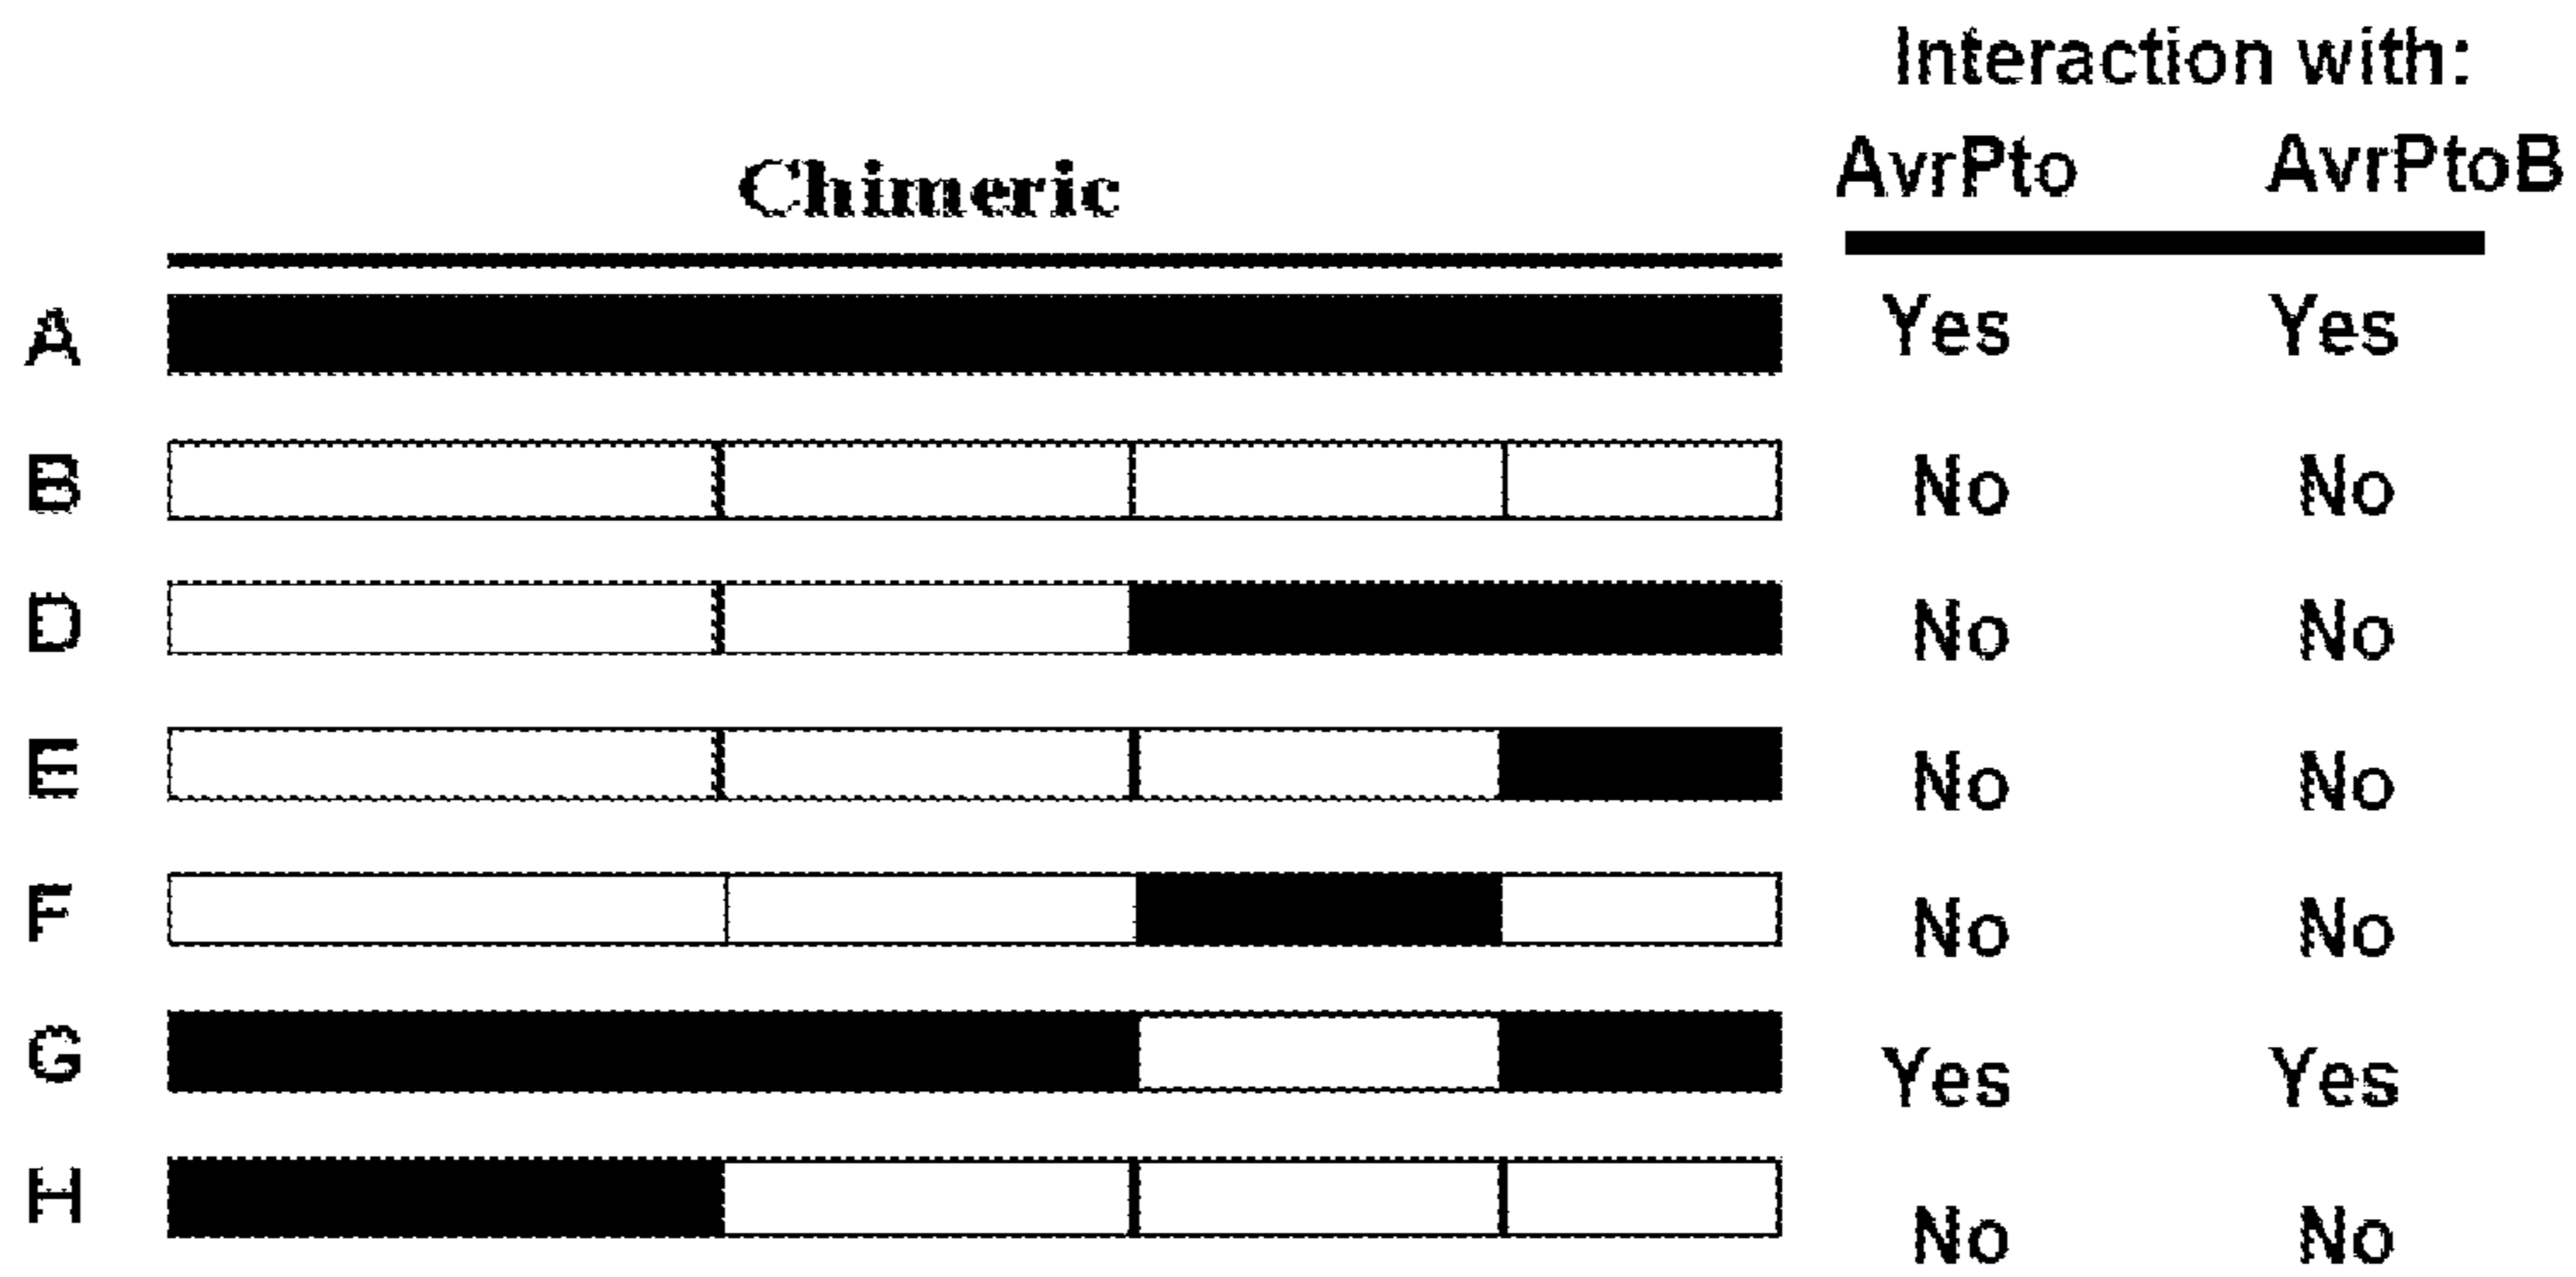 Interaction with:
AvrPto AvrPtoB
Chimeric
A Yes Yes
B No No
D No No
E No No
F No No
G Yes Yes
H No No